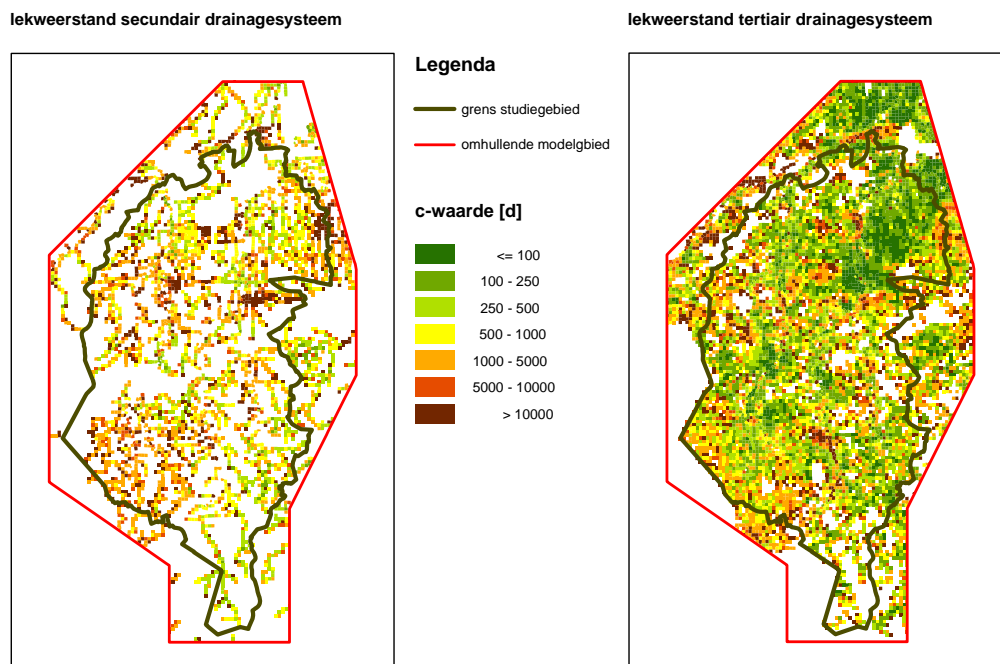 lekweerstand secundair drainagesysteem
lekweerstand tertiair drainagesysteem
Legenda
grens studiegebied
omhullende modelgbied
c-waarde [d]
<= 100
100 - 250
250 - 500
500 - 1000
1000 - 5000
5000 - 10000
> 10000